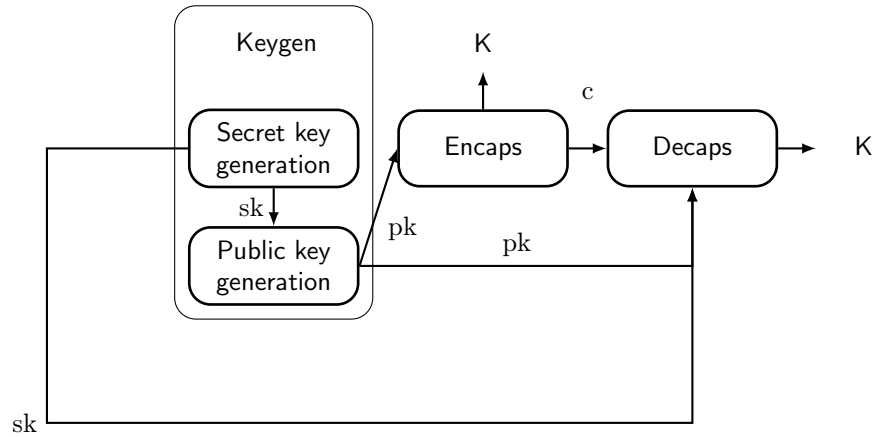 Keygen
K
c
Secret key
generation
Encaps
Decaps
K
sk
pk
Public key
generation
pk
sk